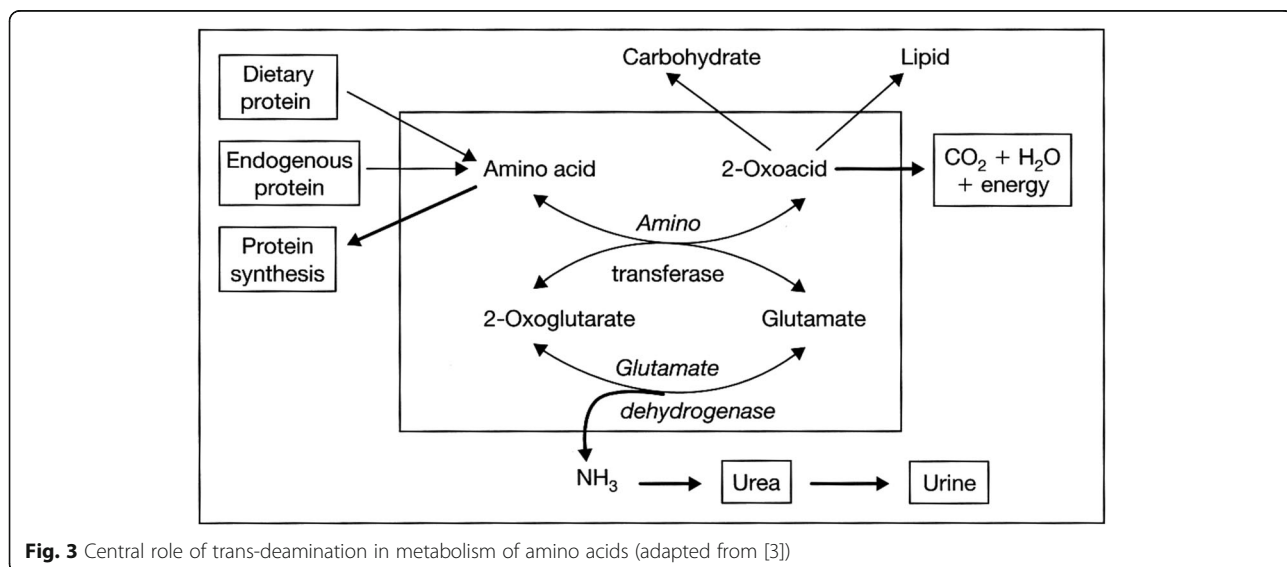 Carbohydrate
Lipid
Dietary
protein
Endogenous
protein
Amino acid
2-Oxoacid
CO₂ + H₂O
+ energy
Protein
synthesis
Amino
transferase
2-Oxoglutarate
Glutamate
Glutamate
dehydrogenase
NH₃
Urea
Urine
Fig. 3 Central role of trans-deamination in metabolism of amino acids (adapted from [3])